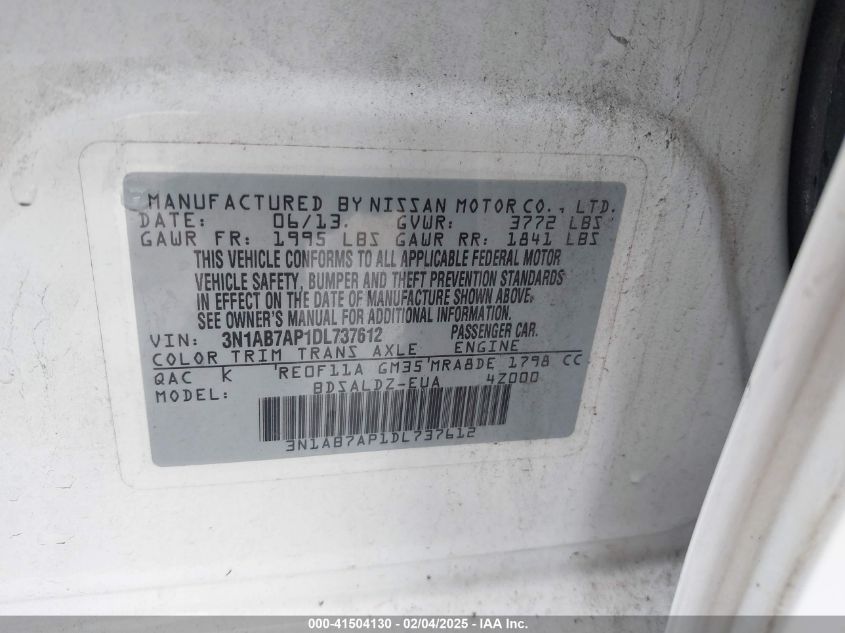 MANUFACTURED BY NISSAN MOTOR CO., LTD.
DATE: 06/13. GVWR: 3772 LBS
GAWR FR: 1995 LBS GAWR RR: 1841 LBS
THIS VEHICLE CONFORMS TO ALL APPLICABLE FEDERAL MOTOR
VEHICLE SAFETY, BUMPER AND THEFT PREVENTION STANDARDS
IN EFFECT ON THE DATE OF MANUFACTURE SHOWN ABOVE.
SEE OWNER'S MANUAL FOR ADDITIONAL INFORMATION.
VIN: 3N1AB7AP1DL737612 PASSENGER CAR.
COLOR TRIM TRANS AXLE ENGINE
QAC K 'RE0F11A GM35'MRA8DE 1798 CC
MODEL: BDSALDZ-EUA 4Z000
3N1AB7AP1DL737612
000-41504130 - 02/04/2025 - IAA Inc.